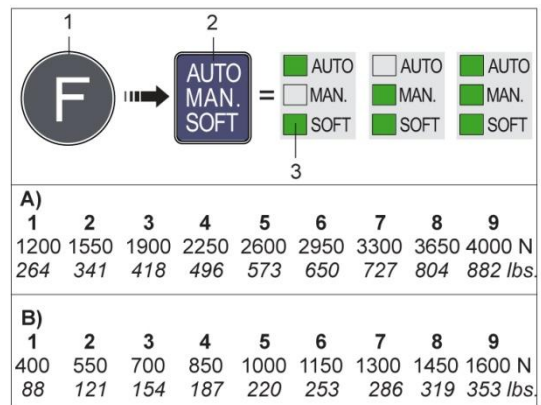 1 2
F AUTO MAN. SOFT = AUTO MAN. SOFT AUTO MAN. SOFT AUTO MAN. SOFT
3
A)
1 2 3 4 5 6 7 8 9
1200 1550 1900 2250 2600 2950 3300 3650 4000 N
264 341 418 496 573 650 727 804 882 lbs.
B)
1 2 3 4 5 6 7 8 9
400 550 700 850 1000 1150 1300 1450 1600 N
88 121 154 187 220 253 286 319 353 lbs.